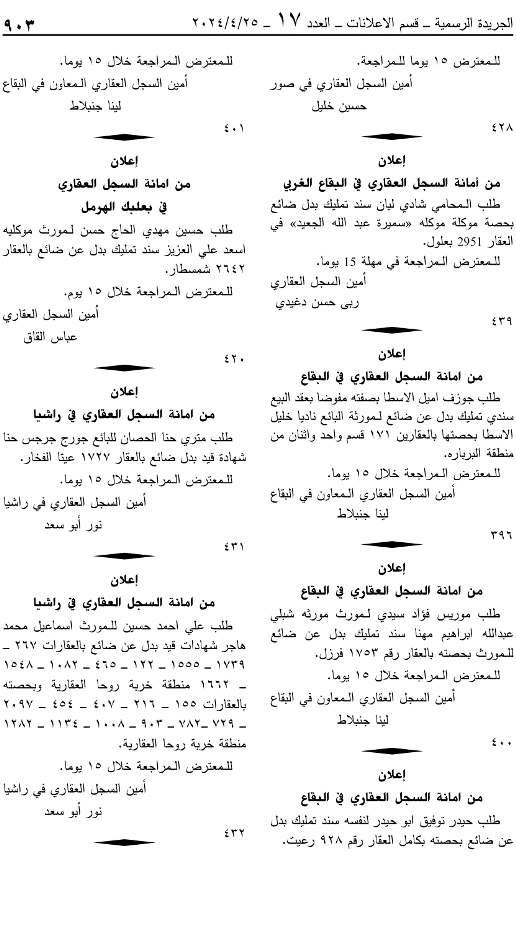 الجريدة الرسمية – قسم الاعلانات – العدد ١٧ – ٢٠٢٤/٤/٢٥
٩٠٣
للمعترض ١٥ يوما للمراجعة.
أمين السجل العقاري في صور
حسين خليل
٤٢٨
إعلان
من أمانة السجل العقاري في البقاع الغربي
طلب المحامي شادي ليان سند تمليك بدل ضائع
بحصة موكلة موكله «سميرة عبد الله الجعيد» في
العقار 2951 بعلول.
للمعترض المراجعة في مهلة 15 يوما.
أمين السجل العقاري
ربى حسن دغيدي
٤٣٩
إعلان
من امانة السجل العقاري في البقاع
طلب جوزف اميل الاسطا بصفته مفوضا بعقد البيع
سندي تمليك بدل عن ضائع لمورثة البائع ناديا خليل
الاسطا بحصتها بالعقارين ١٧١ قسم واحد واثنان من
منطقة البرباره.
للمعترض المراجعة خلال ١٥ يوما.
أمين السجل العقاري المعاون في البقاع
لينا جنبلاط
٣٩٦
إعلان
من امانة السجل العقاري في البقاع
طلب موريس فؤاد سيدي لمورث مورثه شبلي
عبدالله ابراهيم مهنا سند تمليك بدل عن ضائع
للمورث بحصته بالعقار رقم ١٧٥٣ فرزل.
للمعترض المراجعة خلال ١٥ يوما.
أمين السجل العقاري المعاون في البقاع
لينا جنبلاط
٤٠٠
إعلان
من امانة السجل العقاري في البقاع
طلب حيدر توفيق ابو حيدر لنفسه سند تمليك بدل
عن ضائع بحصته بكامل العقار رقم ٩٢٨ رعيت.
للمعترض المراجعة خلال ١٥ يوما.
أمين السجل العقاري المعاون في البقاع
لينا جنبلاط
٤٠١
إعلان
من امانة السجل العقاري
في بعلبك الهرمل
طلب حسين مهدي الحاج حسن لمورث موكليه
اسعد علي العزيز سند تمليك بدل عن ضائع بالعقار
٢٦٤٢ شمسطار.
للمعترض المراجعة خلال ١٥ يوم.
أمين السجل العقاري
عباس القاق
٤٢٠
إعلان
من امانة السجل العقاري في راشيا
طلب متري حنا الحصان للبائع جورج جرجس حنا
شهادة قيد بدل ضائع بالعقار ١٧٢٧ عيتا الفخار.
للمعترض المراجعة خلال ١٥ يوما.
أمين السجل العقاري في راشيا
نور أبو سعد
٤٣١
إعلان
من امانة السجل العقاري في راشيا
طلب علي احمد حسين للمورث اسماعيل محمد
هاجر شهادات قيد بدل عن ضائع بالعقارات ٢٦٧ –
١٧٣٩ – ١٥٥٥ – ١٢٢ – ٤٦٥ – ١٠٨٢ – ١٥٤٨
– ١٦٦٢ منطقة خربة روحا العقارية وبحصته
بالعقارات ١٥٥ – ٢١٦ – ٤٠٧ – ٤٥٤ – ٢٠٩٧
– ٧٢٩ –٧٨٢ – ٩٠٣ – ١٠٠٨ – ١١٣٤ – ١٢٨٢
منطقة خربة روحا العقارية.
للمعترض المراجعة خلال ١٥ يوما.
أمين السجل العقاري في راشيا
نور أبو سعد
٤٣٢